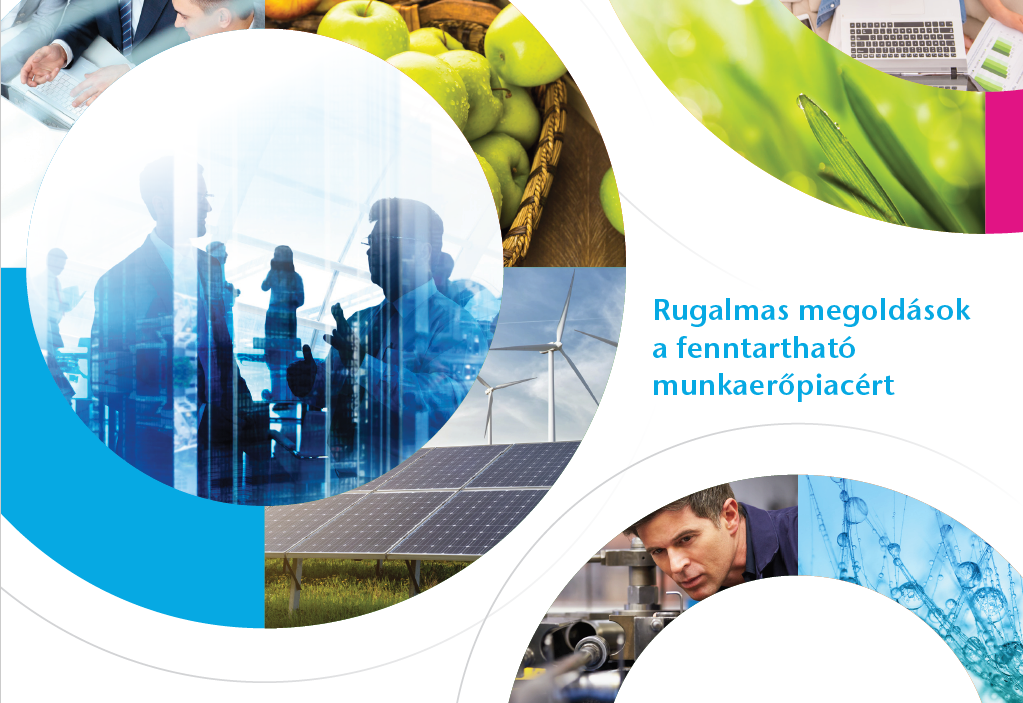 Rugalmas megoldások
a fenntartható
munkaerőpiacért